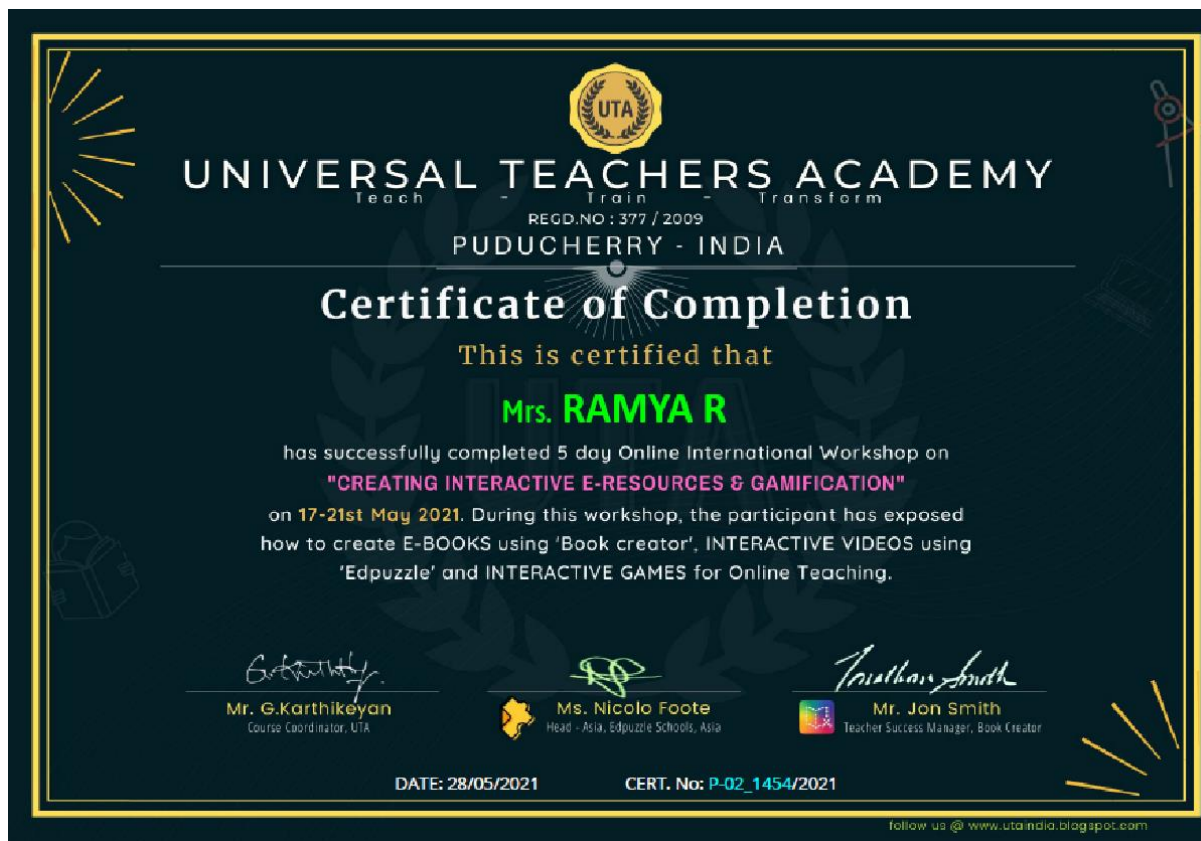 UTA
UNIVERSAL TEACHERS ACADEMY
Teach - Train - Transform
REGD.NO : 377 / 2009
PUDUCHERRY - INDIA
Certificate of Completion
This is certified that
Mrs. RAMYA R
has successfully completed 5 day Online International Workshop on
"CREATING INTERACTIVE E-RESOURCES & GAMIFICATION"
on 17-21st May 2021. During this workshop, the participant has exposed
how to create E-BOOKS using 'Book creator', INTERACTIVE VIDEOS using
'Edpuzzle' and INTERACTIVE GAMES for Online Teaching.
Jonathan Smith
Mr. G.Karthikeyan Ms. Nicolo Foote Mr. Jon Smith
Course Coordinator, UTA Head - Asia, Edpuzzle Schools, Asia Teacher Success Manager, Book Creator
DATE: 28/05/2021 CERT. No: P-02_1454/2021
follow us @ www.utaindia.blogspot.com